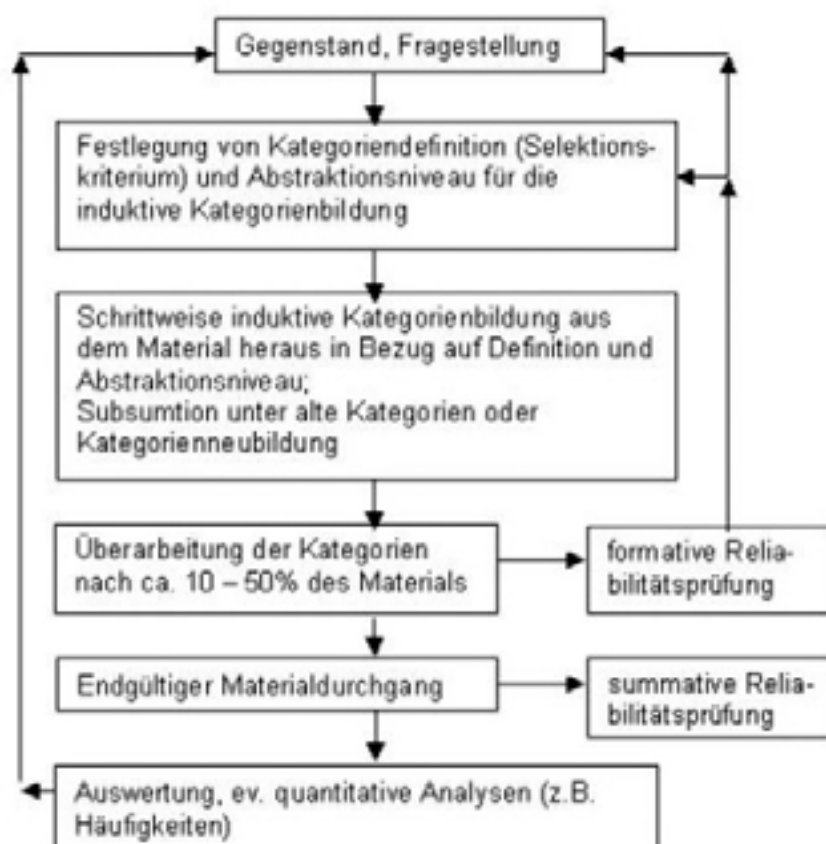 Gegenstand, Fragestellung
Festlegung von Kategoriendefinition (Selektions-
kriterium) und Abstraktionsniveau für die
induktive Kategorienbildung
Schrittweise induktive Kategorienbildung aus
dem Material heraus in Bezug auf Definition und
Abstraktionsniveau;
Subsumtion unter alte Kategorien oder
Kategorienneubildung
Überarbeitung der Kategorien
nach ca. 10 – 50% des Materials
formative Relia-
bilitätsprüfung
Endgültiger Materialdurchgang
summative Relia-
bilitätsprüfung
Auswertung, ev. quantitative Analysen (z.B.
Häufigkeiten)